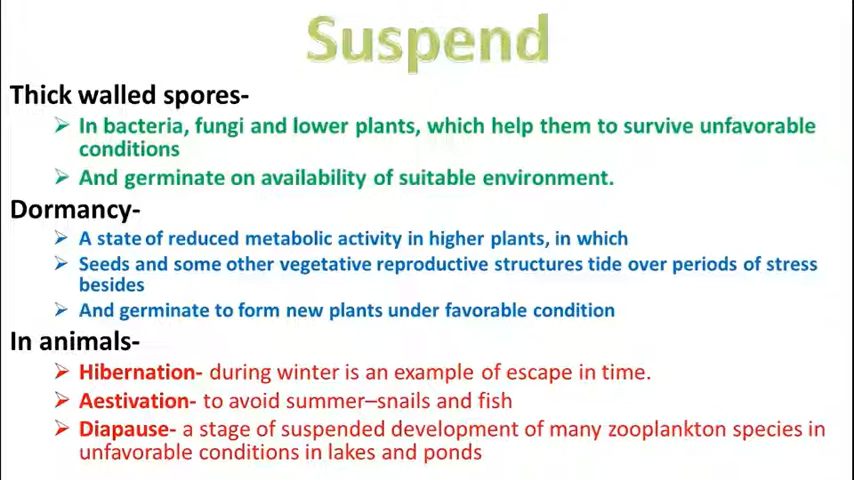 Suspend
Thick walled spores-
In bacteria, fungi and lower plants, which help them to survive unfavorable
conditions
And germinate on availability of suitable environment.
Dormancy-
A state of reduced metabolic activity in higher plants, in which
Seeds and some other vegetative reproductive structures tide over periods of stress
besides
And germinate to form new plants under favorable condition
In animals-
Hibernation- during winter is an example of escape in time.
Aestivation- to avoid summer–snails and fish
Diapause- a stage of suspended development of many zooplankton species in
unfavorable conditions in lakes and ponds